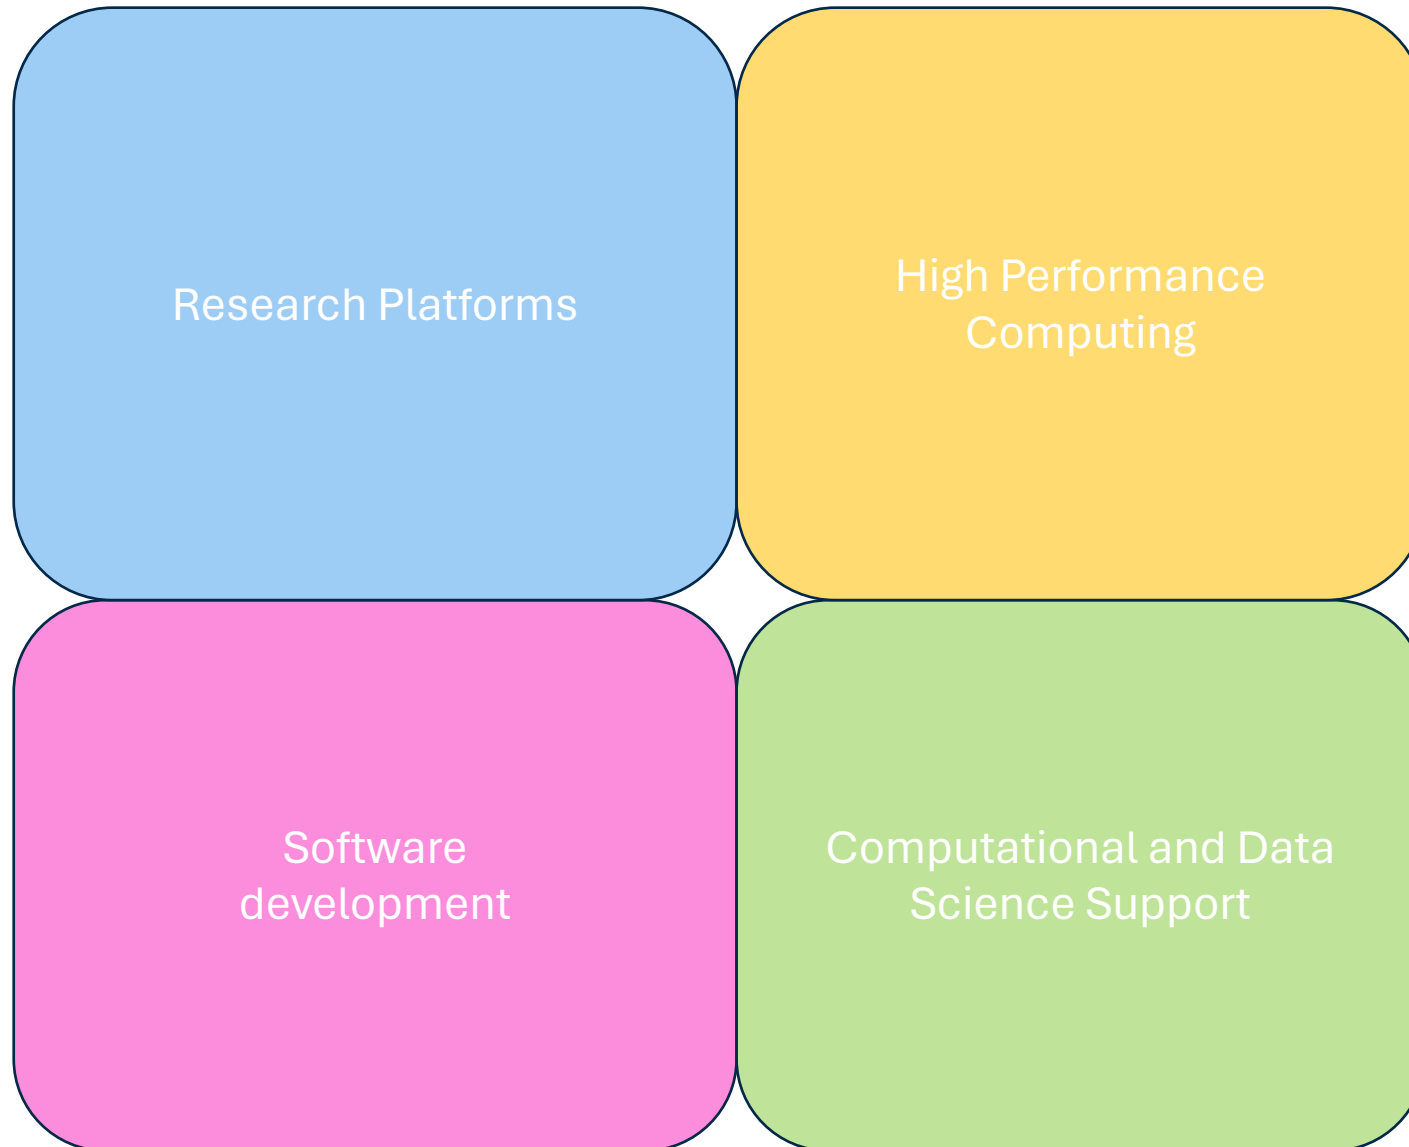 Research Platforms
High Performance
Computing
Software
development
Computational and Data
Science Support